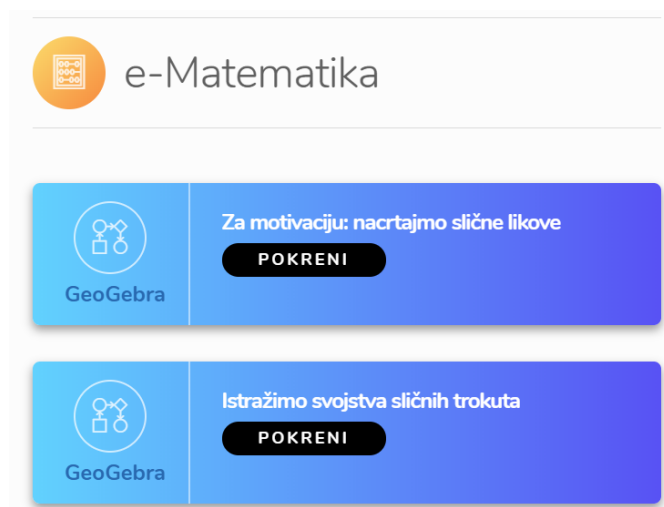 e-Matematika
Za motivaciju: nacrtajmo slične likove
POKRENI
GeoGebra
Istražimo svojstva sličnih trokuta
POKRENI
GeoGebra